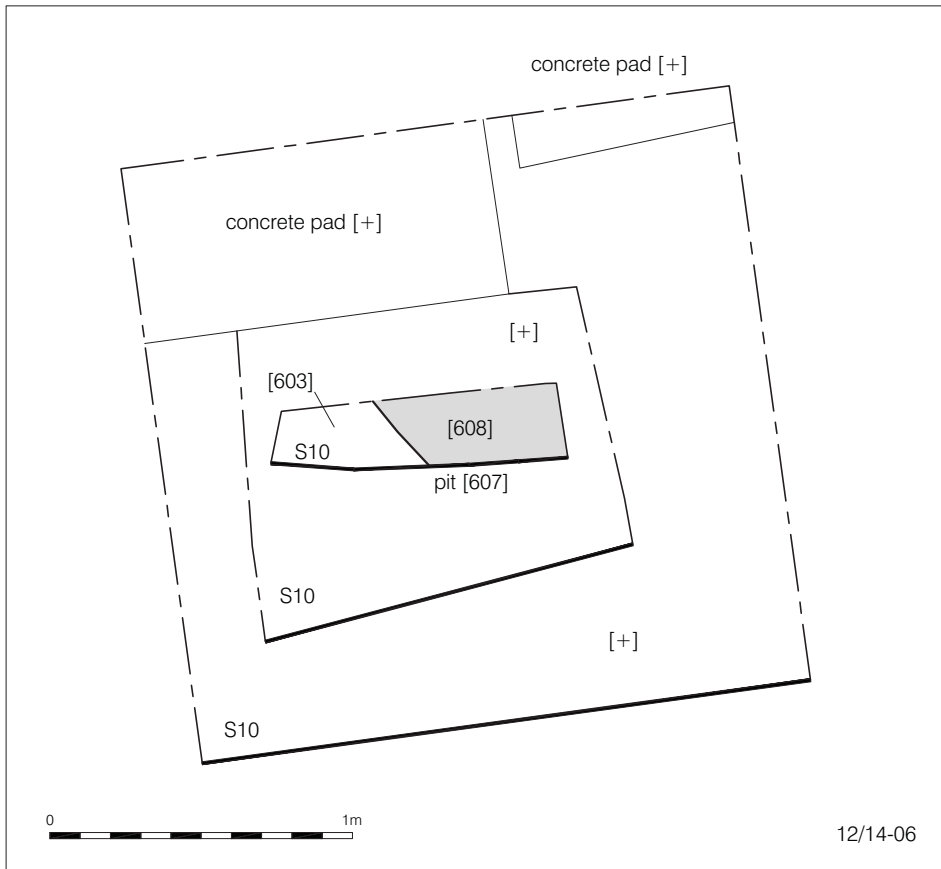 concrete pad [+]
concrete pad [+]
[+]
[603]
[608]
S10
pit [607]
S10
[+]
S10
0
1m
12/14-06